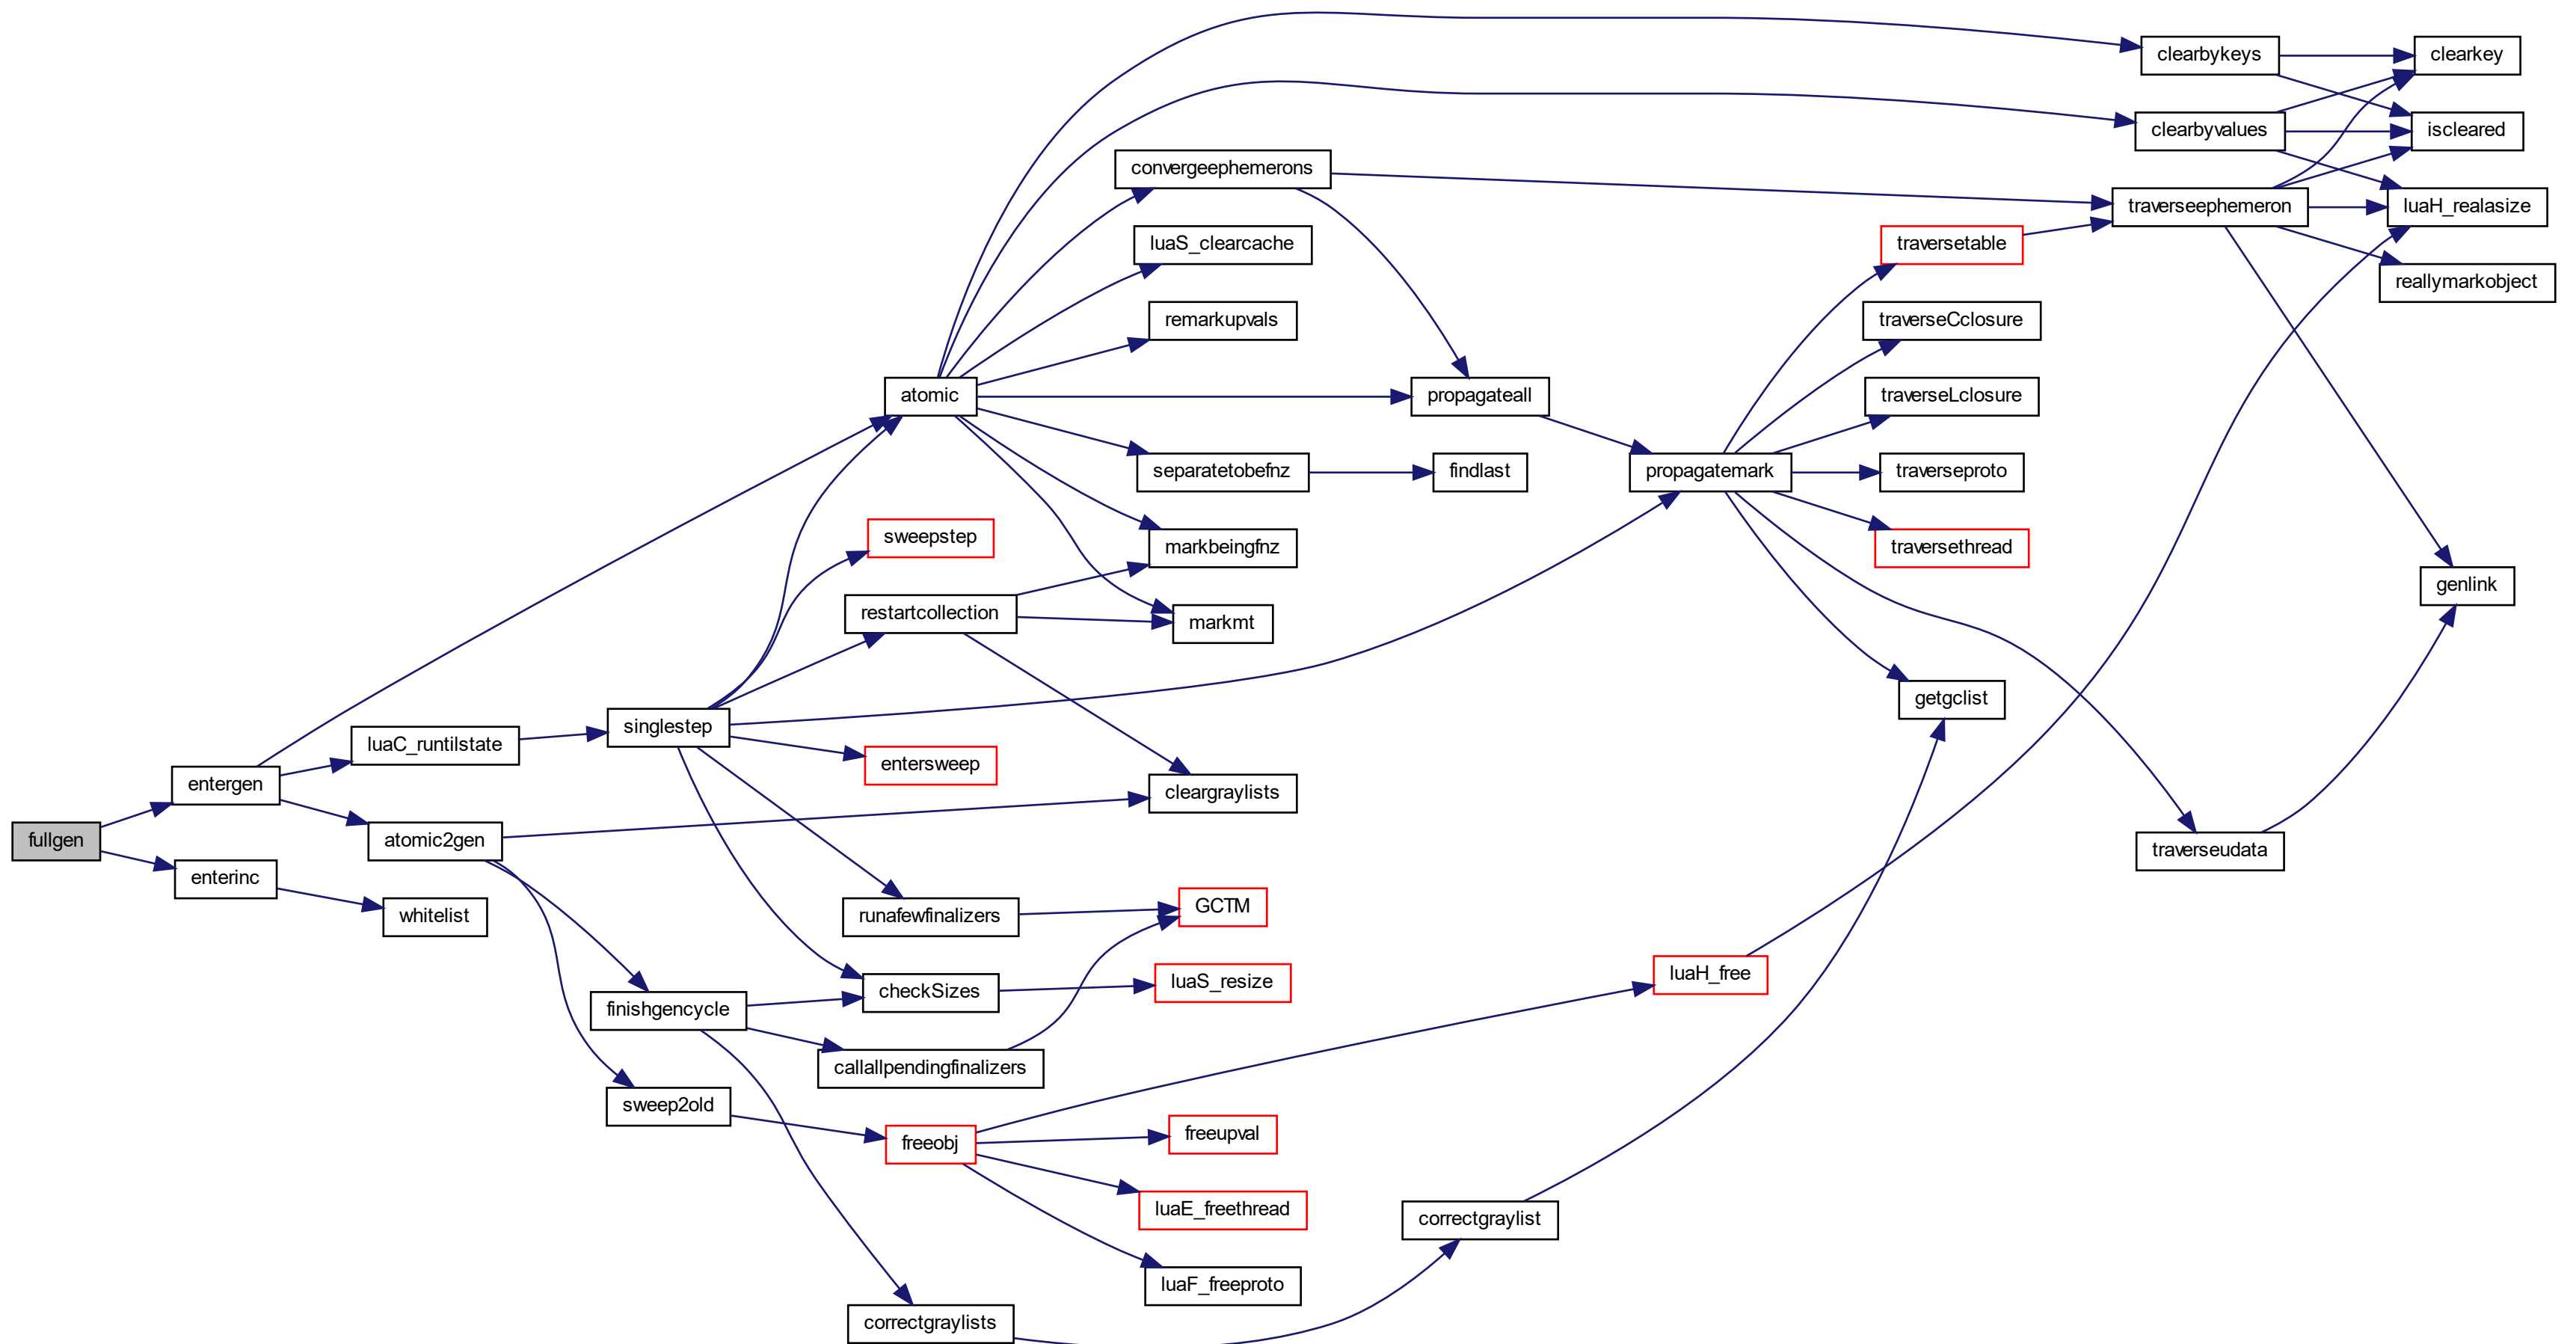 fullgen
entergen
enterinc
luaC_runtilstate
atomic2gen
whitelist
singlestep
finishgencycle
sweep2old
atomic
sweepstep
restartcollection
entersweep
runafewfinalizers
checkSizes
callallpendingfinalizers
freeobj
correctgraylists
convergeephemerons
luaS_clearcache
remarkupvals
separatetobefnz
markbeingfnz
markmt
cleargraylists
GCTM
luaS_resize
freeupval
luaE_freethread
luaF_freeproto
propagateall
findlast
correctgraylist
propagatemark
luaH_free
traversetable
traverseCclosure
traverseLclosure
traverseproto
traversethread
getgclist
clearbykeys
clearbyvalues
traverseephemeron
traverseudata
clearkey
iscleared
luaH_realasize
reallymarkobject
genlink